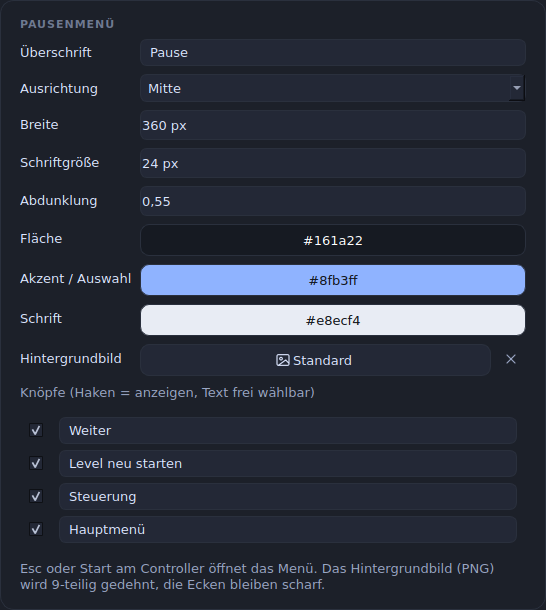 PAUSENMENÜ
Überschrift Pause
Ausrichtung Mitte
Breite 360 px
Schriftgröße 24 px
Abdunklung 0,55
Fläche #161a22
Akzent / Auswahl #8fb3ff
Schrift #e8ecf4
Hintergrundbild Standard
Knöpfe (Haken = anzeigen, Text frei wählbar)
Weiter
Level neu starten
Steuerung
Hauptmenü
Esc oder Start am Controller öffnet das Menü. Das Hintergrundbild (PNG)
wird 9-teilig gedehnt, die Ecken bleiben scharf.